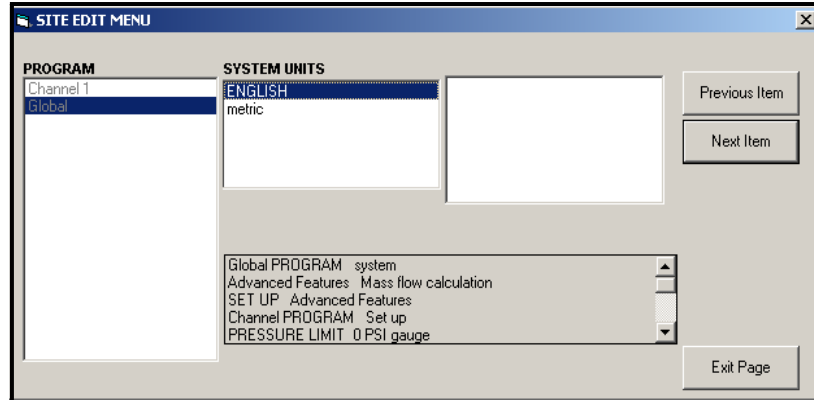 SITE EDIT MENU
PROGRAM
Channel 1
Global
SYSTEM UNITS
ENGLISH
metric
Previous Item
Next Item
Global PROGRAM system
Advanced Features Mass flow calculation
SET UP Advanced Features
Channel PROGRAM Set up
PRESSURE LIMIT 0 PSI gauge
Exit Page